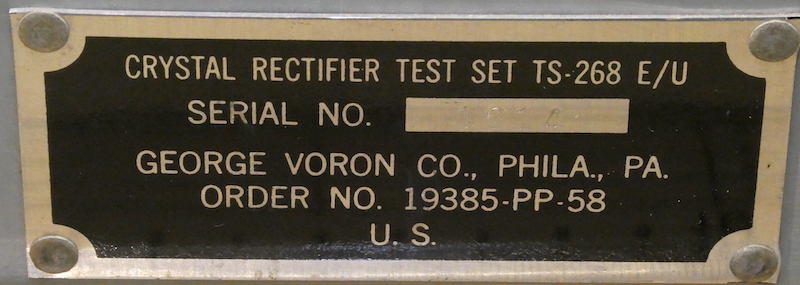 CRYSTAL RECTIFIER TEST SET TS-268 E/U
SERIAL NO.
GEORGE VORON CO., PHILA., PA.
ORDER NO. 19385-PP-58
U. S.